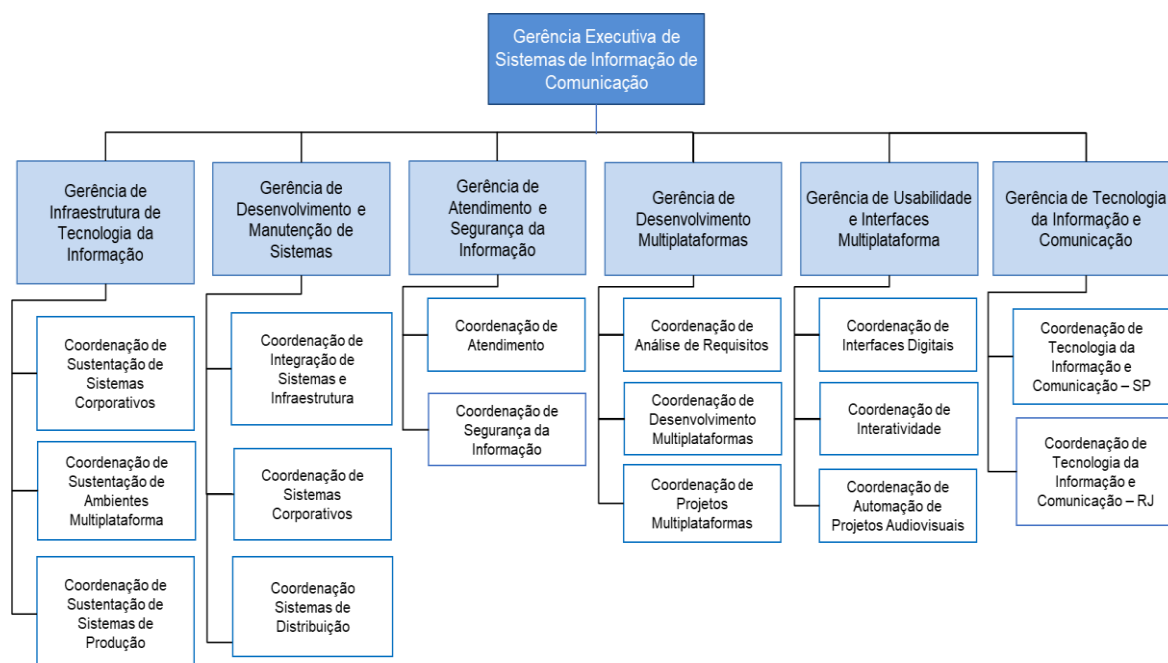 Gerência Executiva de
Sistemas de Informação de
Comunicação
Gerência de
Infraestrutura de
Tecnologia da
Informação
Gerência de
Desenvolvimento e
Manutenção de
Sistemas
Gerência de
Atendimento e
Segurança da
Informação
Gerência de
Desenvolvimento
Multiplataformas
Gerência de Usabilidade
e Interfaces
Multiplataforma
Gerência de Tecnologia
da Informação e
Comunicação
Coordenação de
Sustentação de
Sistemas
Corporativos
Coordenação de
Sustentação de
Ambientes
Multiplataforma
Coordenação de
Sustentação de
Sistemas de
Produção
Coordenação de
Integração de
Sistemas e
Infraestrutura
Coordenação de
Sistemas
Corporativos
Coordenação
Sistemas de
Distribuição
Coordenação de
Atendimento
Coordenação de
Segurança da
Informação
Coordenação de
Análise de Requisitos
Coordenação de
Desenvolvimento
Multiplataformas
Coordenação de
Projetos
Multiplataformas
Coordenação de
Interfaces Digitais
Coordenação de
Interatividade
Coordenação de
Automação de
Projetos Audiovisuais
Coordenação de
Tecnologia da
Informação e
Comunicação – SP
Coordenação de
Tecnologia da
Informação e
Comunicação – RJ